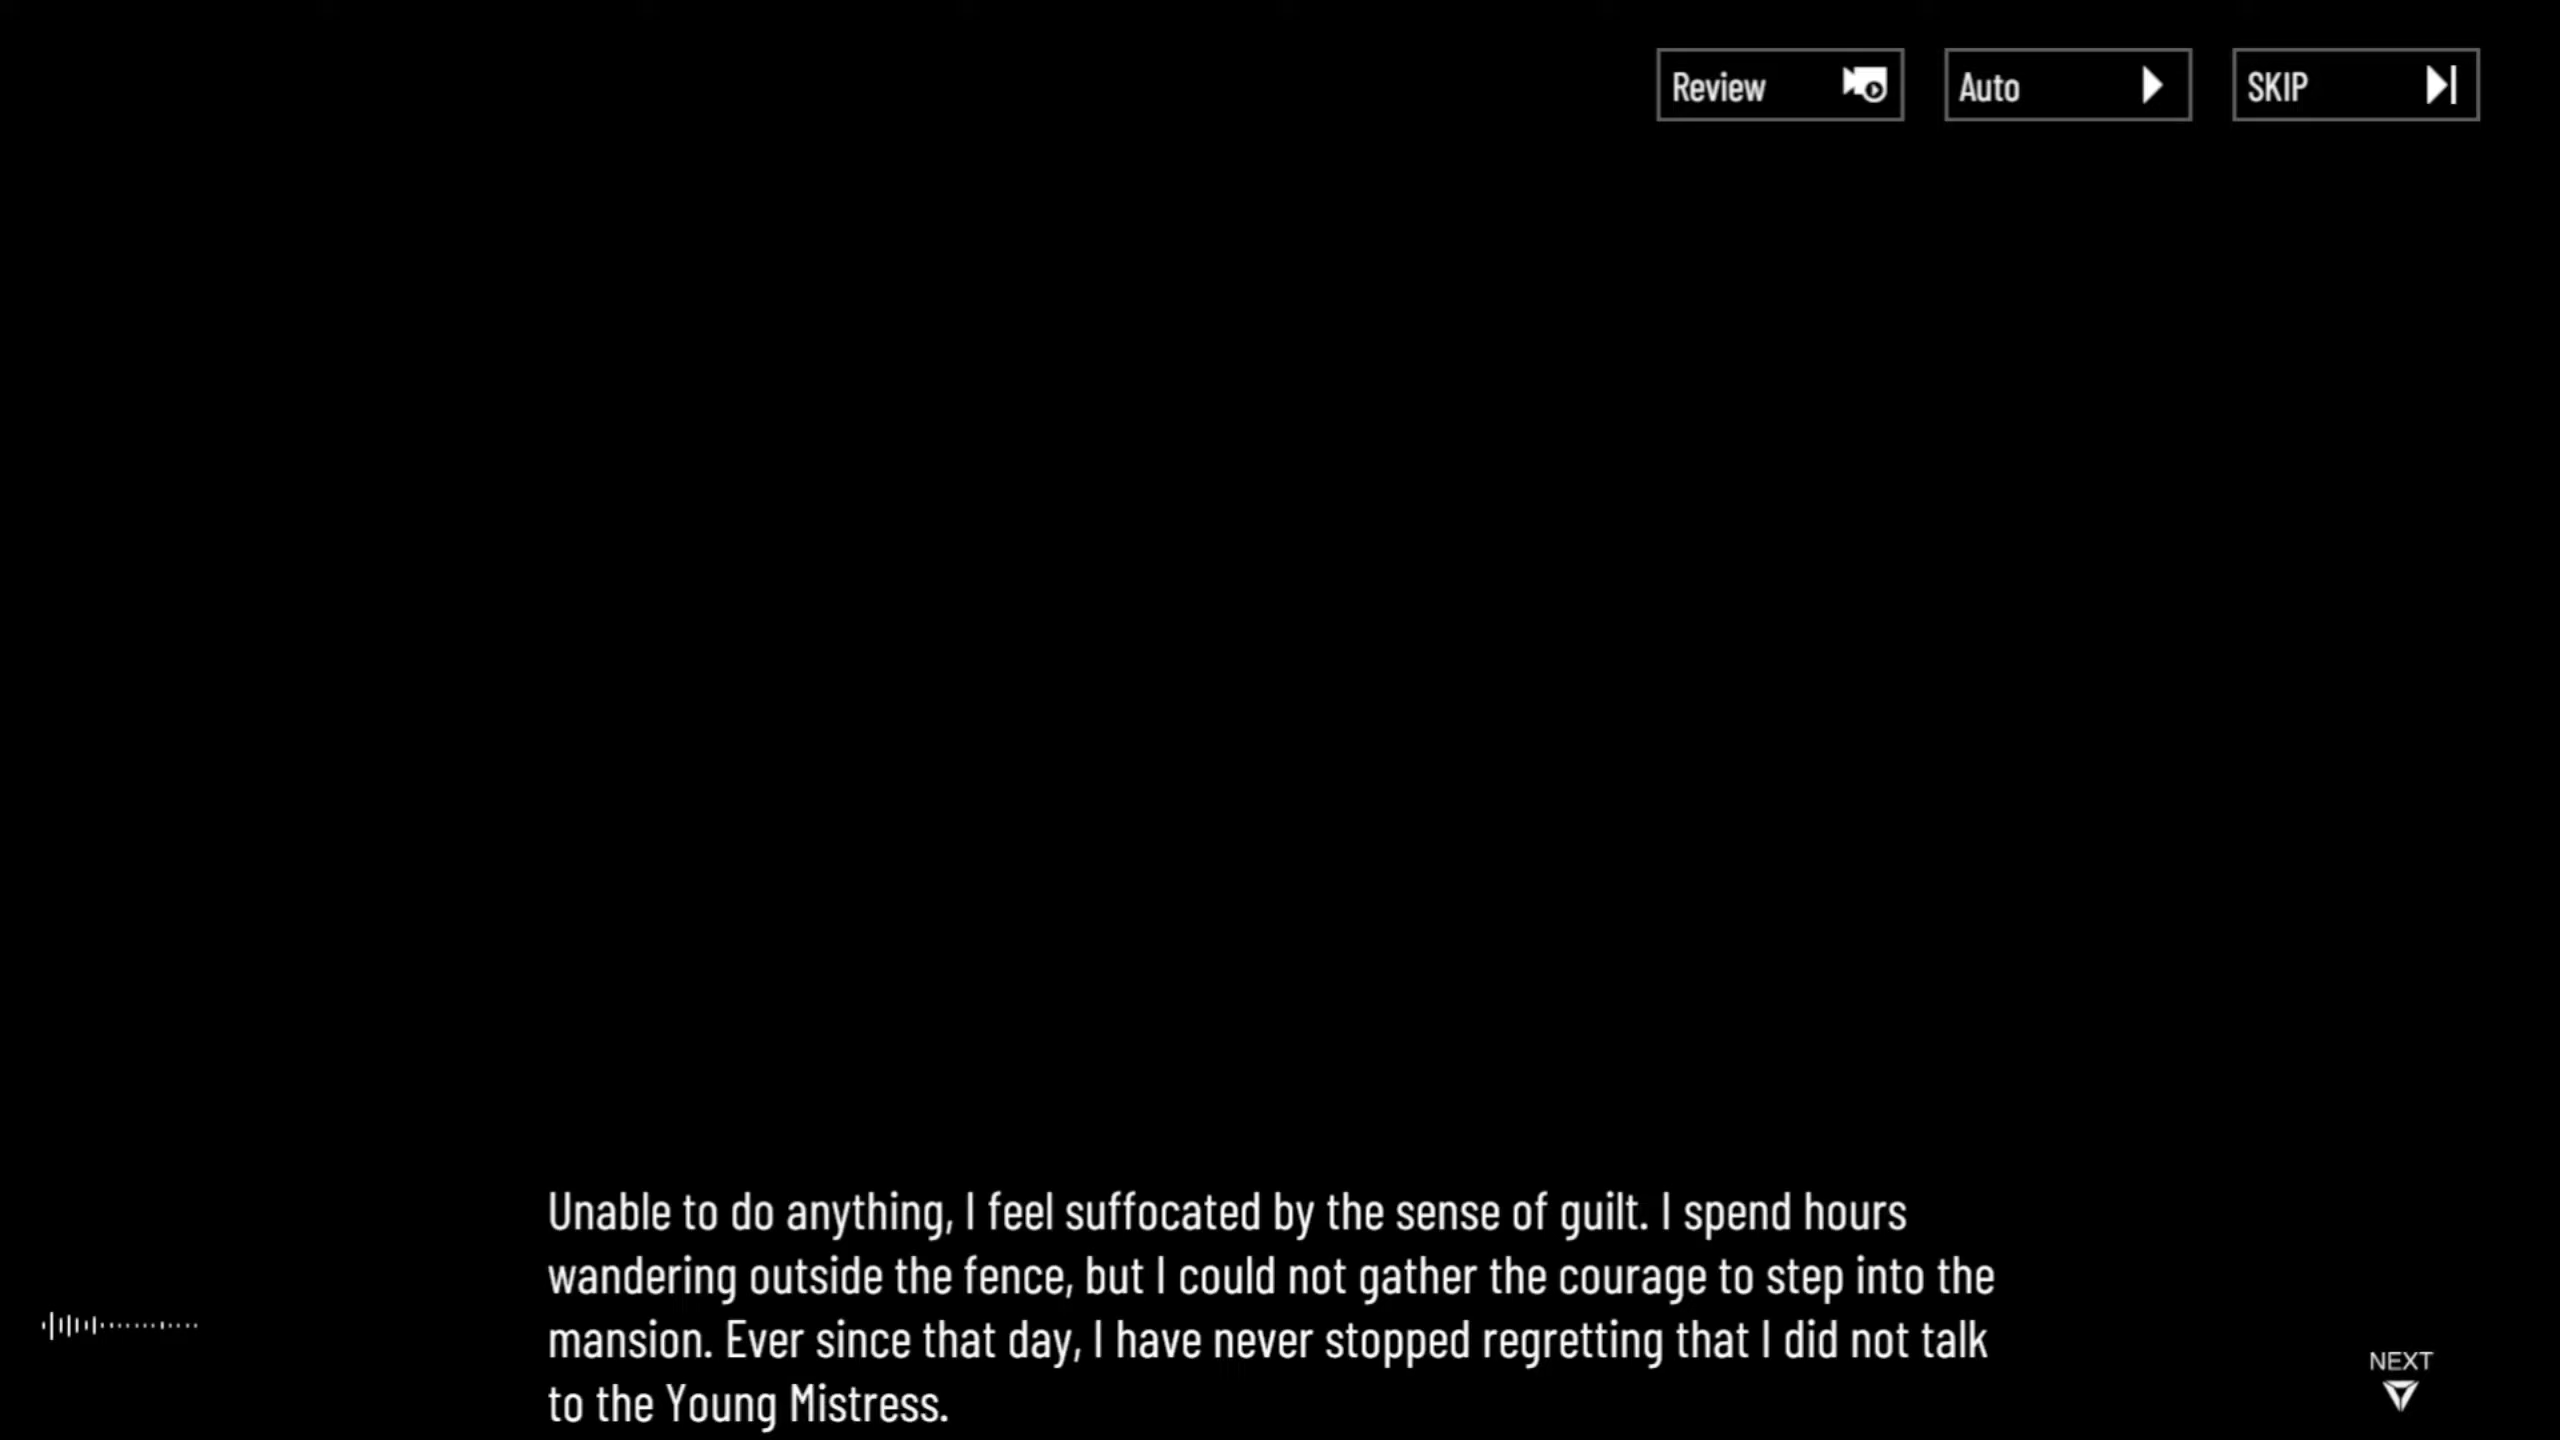 Review
Auto
SKIP
Unable to do anything, I feel suffocated by the sense of guilt. I spend hours
wandering outside the fence, but I could not gather the courage to step into the
mansion. Ever since that day, I have never stopped regretting that I did not talk
to the Young Mistress.
NEXT